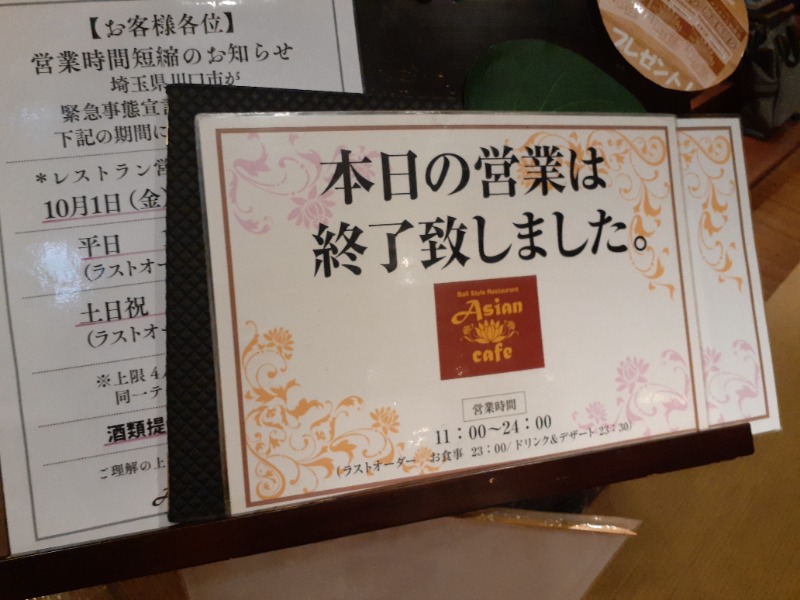 【お客様各位】
営業時間短縮のお知らせ
埼玉県川口市が
緊急事態宣
下記の期間に
＊レストラン営
10月1日（金）
平日
（ラストオー
土日祝
（ラストオー
※上限4人
同一テ
酒類提
ご理解の上
プレゼント!
本日の営業は
終了致しました。
Bali Style Restaurant
Asian
cafe
営業時間
11：00〜24：00
（ラストオーダー お食事 23：00/ドリンク&デザート 23：30）